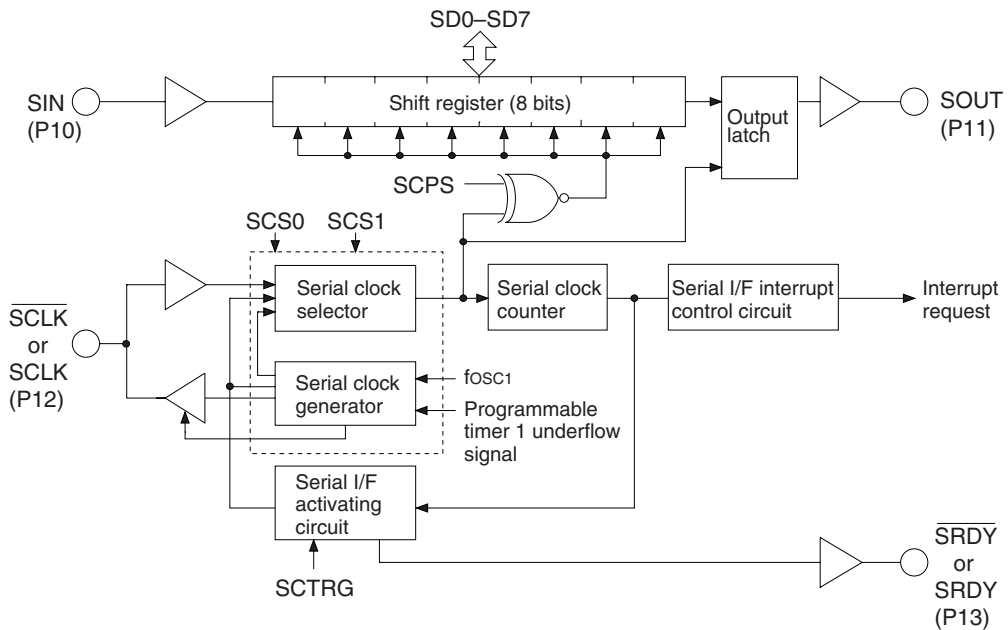 SD0–SD7
SIN
(P10)
Shift register (8 bits)
Output
latch
SOUT
(P11)
SCPS
SCS0
SCS1
SCLK
or
SCLK
(P12)
Serial clock
selector
Serial clock
counter
Serial I/F interrupt
control circuit
Interrupt
request
Serial clock
generator
fOSC1
Programmable
timer 1 underflow
signal
Serial I/F
activating
circuit
SCTRG
SRDY
or
SRDY
(P13)